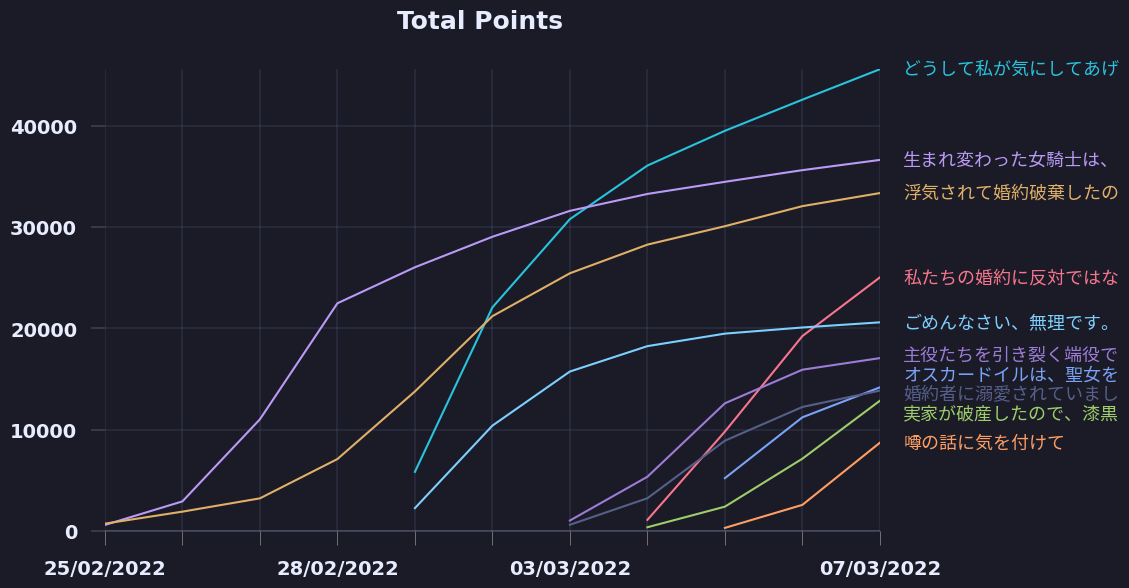 Total Points
どうして私が気にしてあげ
40000
生まれ変わった女騎士は、
浮気されて婚約破棄したの
30000
私たちの婚約に反対ではな
20000
ごめんなさい、無理です。
主役たちを引き裂く端役で
オスカードイルは、聖女を
婚約者に溺愛されていまし
実家が破産したので、漆黒
10000
噂の話に気を付けて
0
25/02/2022
28/02/2022
03/03/2022
07/03/2022